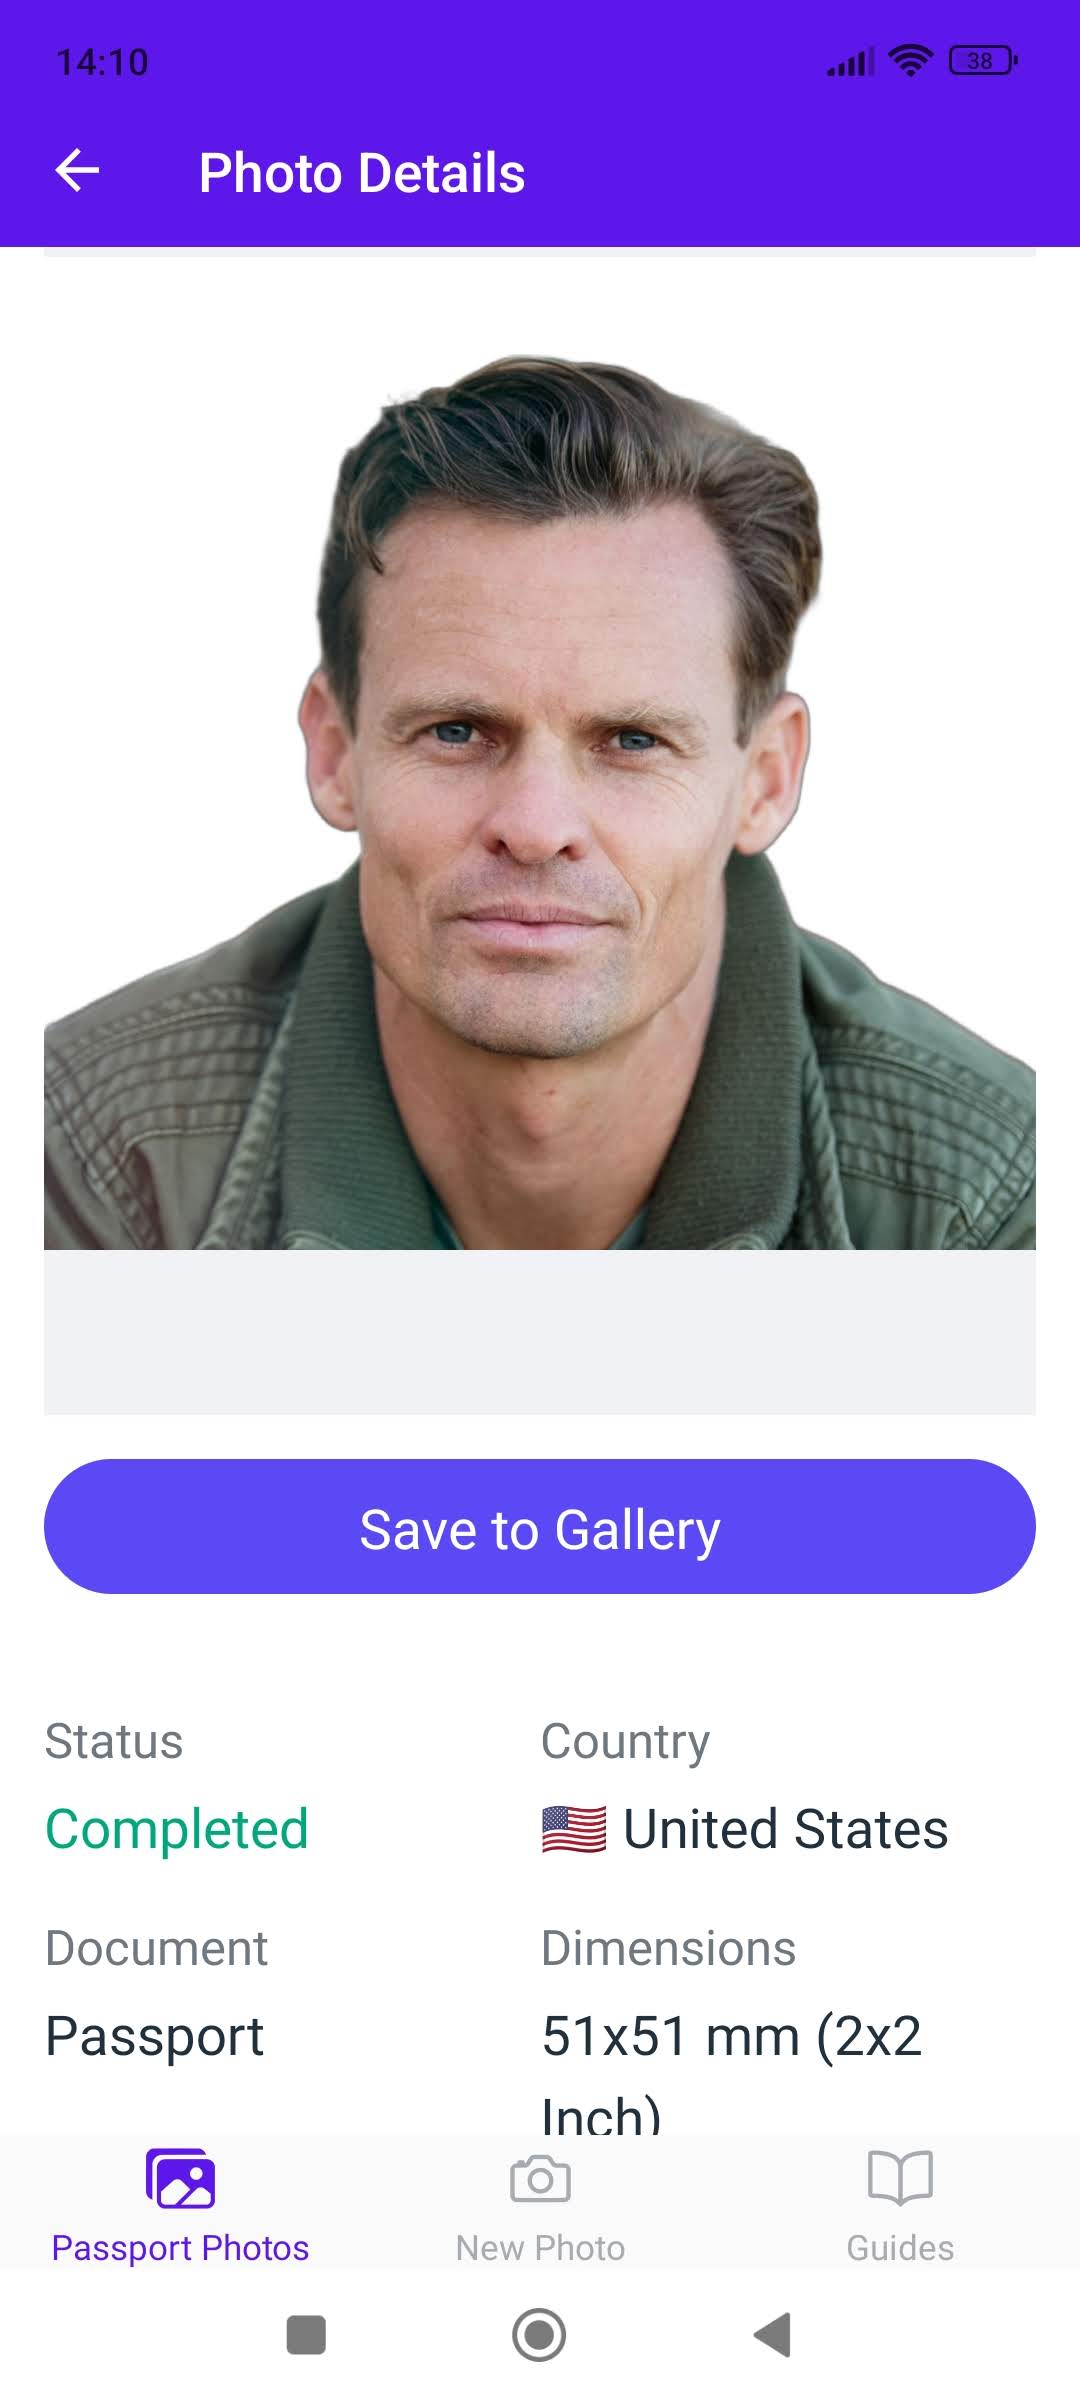 14:10
38
Photo Details
Save to Gallery
Status
Country
Completed
United States
Document
Dimensions
Passport
51x51 mm (2x2
Inch)
Passport Photos
New Photo
Guides